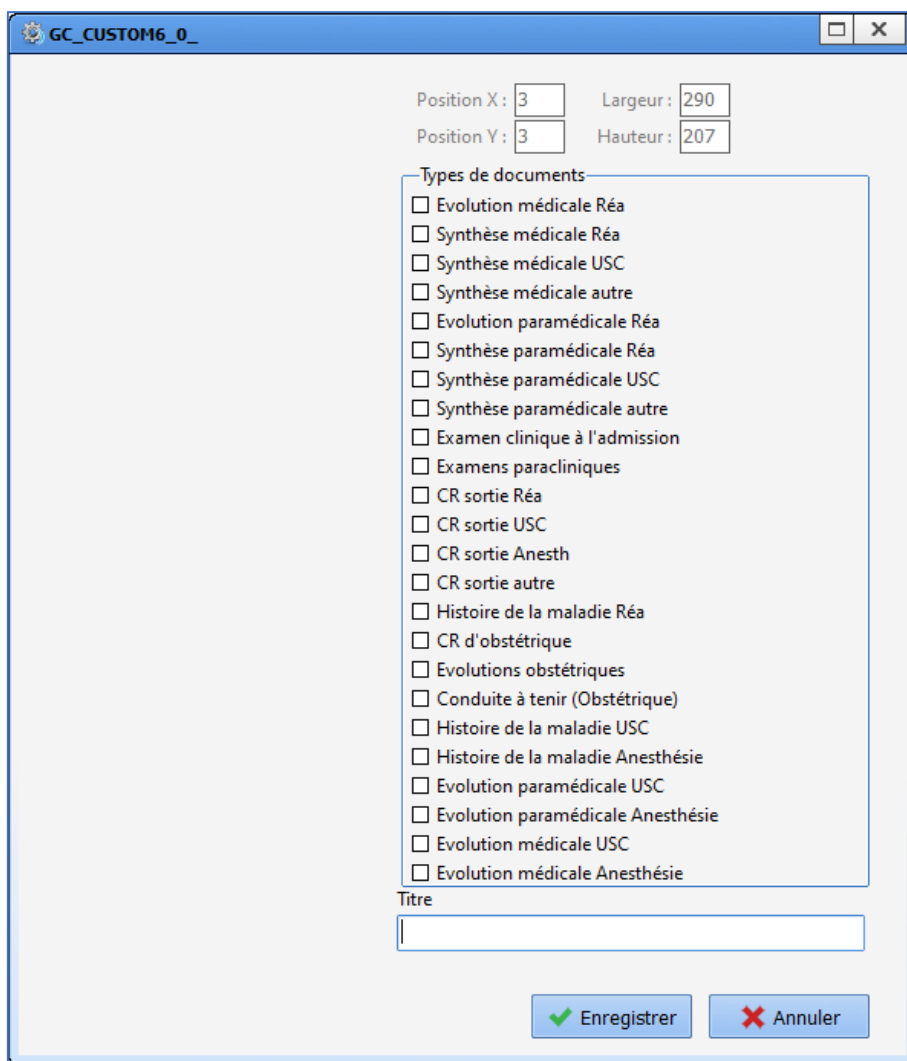 GC_CUSTOM6_0_
Position X : 3 Largeur : 290
Position Y : 3 Hauteur : 207
Types de documents
Evolution médicale Réa
Synthèse médicale Réa
Synthèse médicale USC
Synthèse médicale autre
Evolution paramédicale Réa
Synthèse paramédicale Réa
Synthèse paramédicale USC
Synthèse paramédicale autre
Examen clinique à l'admission
Examens paracliniques
CR sortie Réa
CR sortie USC
CR sortie Anesth
CR sortie autre
Histoire de la maladie Réa
CR d'obstétrique
Evolutions obstétriques
Conduite à tenir (Obstétrique)
Histoire de la maladie USC
Histoire de la maladie Anesthésie
Evolution paramédicale USC
Evolution paramédicale Anesthésie
Evolution médicale USC
Evolution médicale Anesthésie
Titre
Enregistrer Annuler